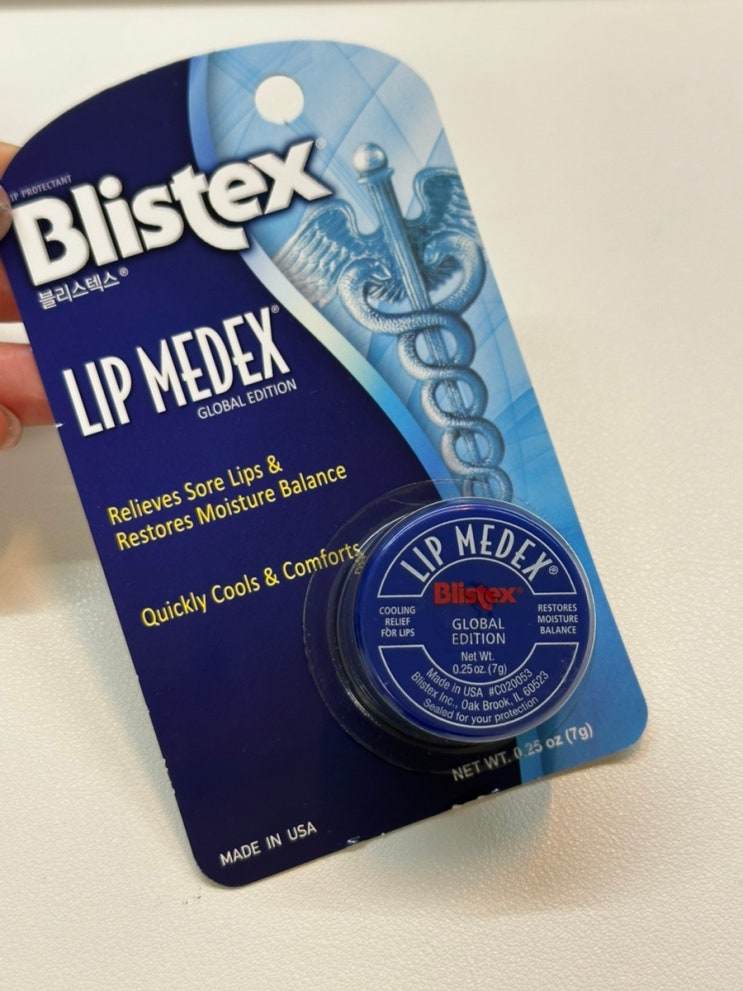 LIP PROTECTANT
Blistex®
블리스텍스®
LIP MEDEX®
GLOBAL EDITION
Relieves Sore Lips &
Restores Moisture Balance
Quickly Cools & Comforts
LIP MEDEX®
Blistex®
COOLING
RELIEF
FOR LIPS
GLOBAL
EDITION
RESTORES
MOISTURE
BALANCE
Net Wt.
0.25 oz. (7g)
Made in USA #C020053
Blistex Inc., Oak Brook, IL 60523
Sealed for your protection
NET WT. 0.25 oz (7g)
MADE IN USA